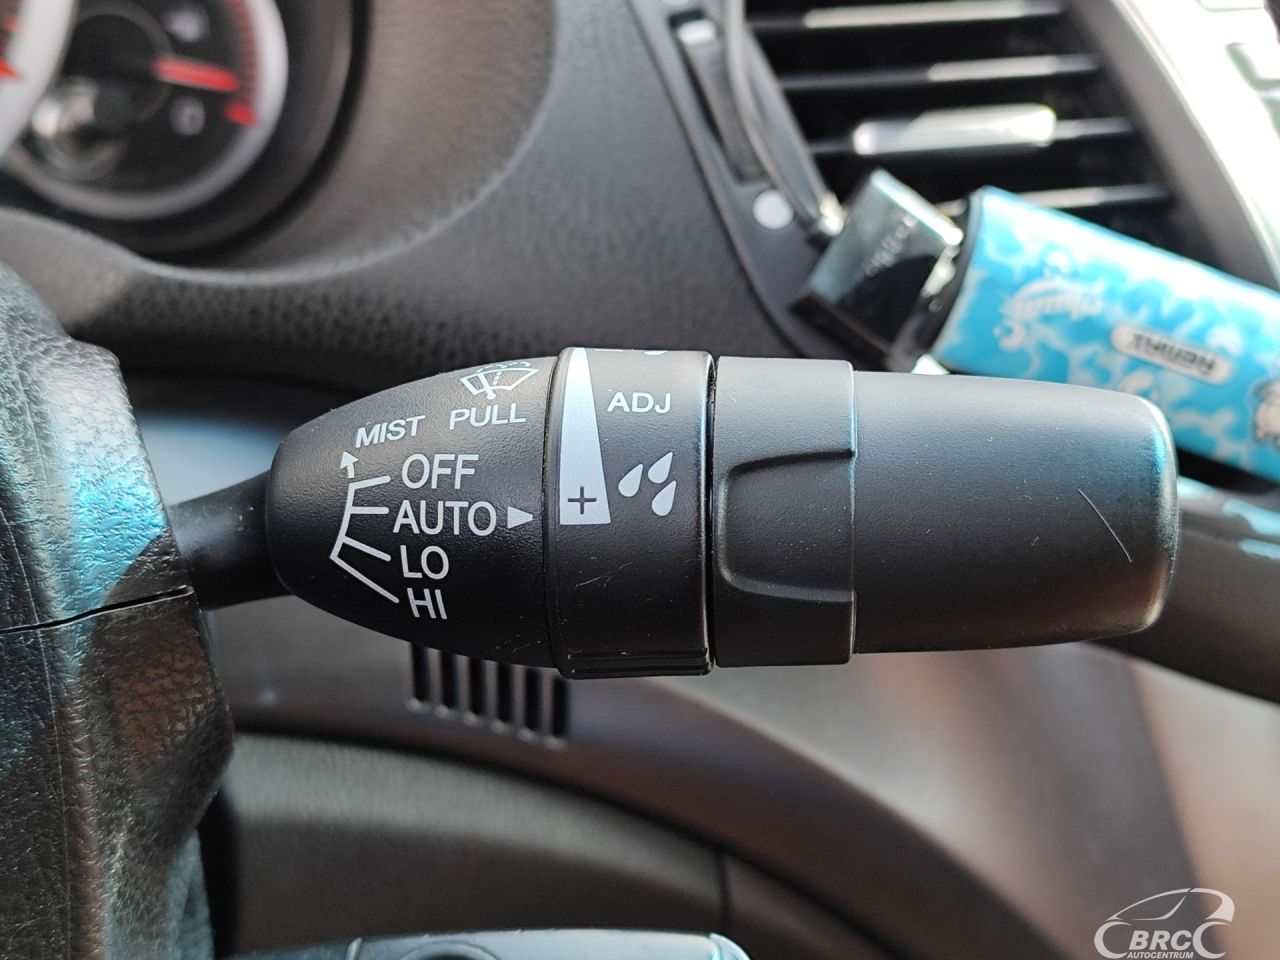 MIST PULL
OFF
AUTO
LO
HI
ADJ
+
BRC
AUTOCENTRUM